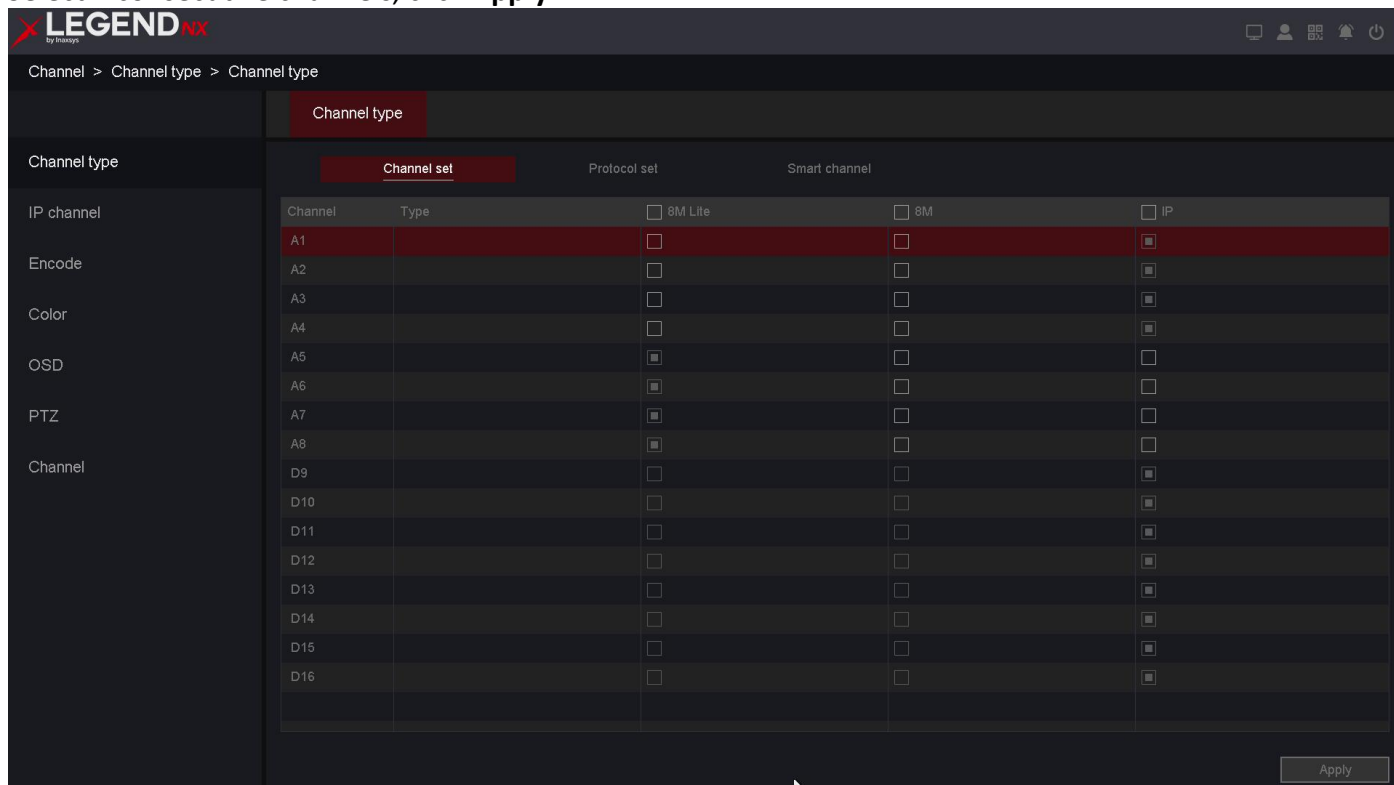 LEGEND NX
by Inaxsys
Channel > Channel type > Channel type
Channel type
Channel type
IP channel
Encode
Color
OSD
PTZ
Channel
Channel set Protocol set Smart channel
Channel Type 8M Lite 8M IP
A1
A2
A3
A4
A5
A6
A7
A8
D9
D10
D11
D12
D13
D14
D15
D16
Apply